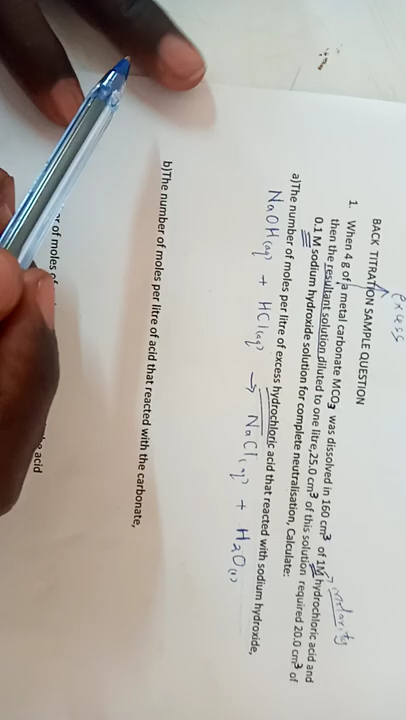 excess
BACK TITRATION SAMPLE QUESTION
1. When 4 g of a metal carbonate MCO3 was dissolved in 160 cm3 of 1M hydrochloric acid and
molarity
then the resultant solution diluted to one litre,25.0 cm3 of this solution required 20.0 cm3 of
0.1 M sodium hydroxide solution for complete neutralisation, Calculate:
a)The number of moles per litre of excess hydrochloric acid that reacted with sodium hydroxide,
NaOH(aq) + HCl(aq) → NaCl(aq) + H2O(l)
b)The number of moles per litre of acid that reacted with the carbonate,
of moles
acid